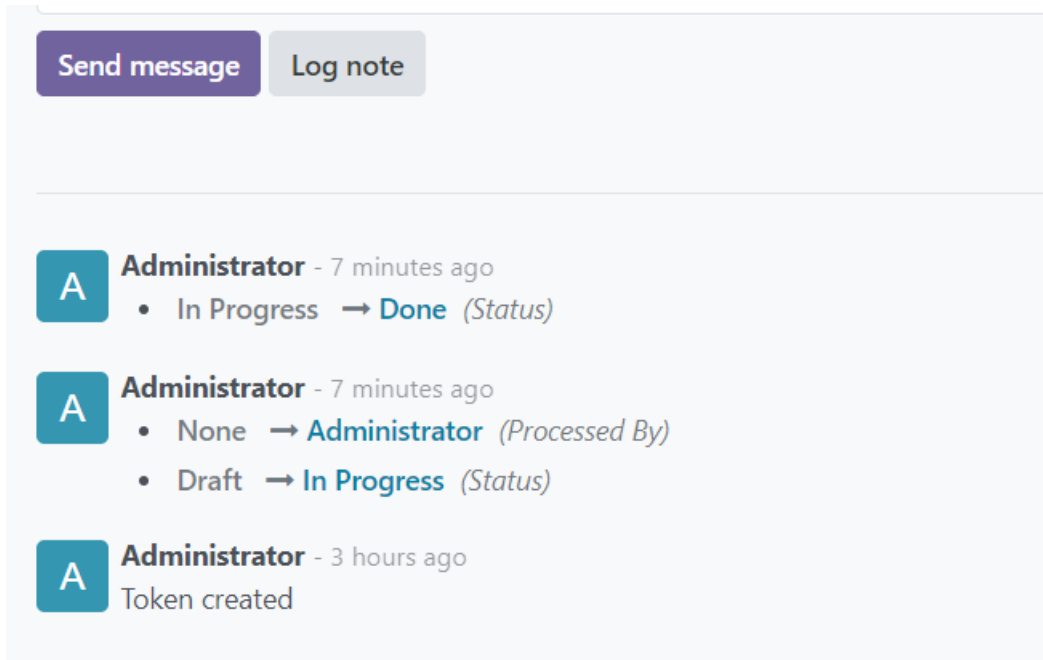 Send message Log note
A
Administrator - 7 minutes ago
• In Progress → Done (Status)
A
Administrator - 7 minutes ago
• None → Administrator (Processed By)
• Draft → In Progress (Status)
A
Administrator - 3 hours ago
Token created